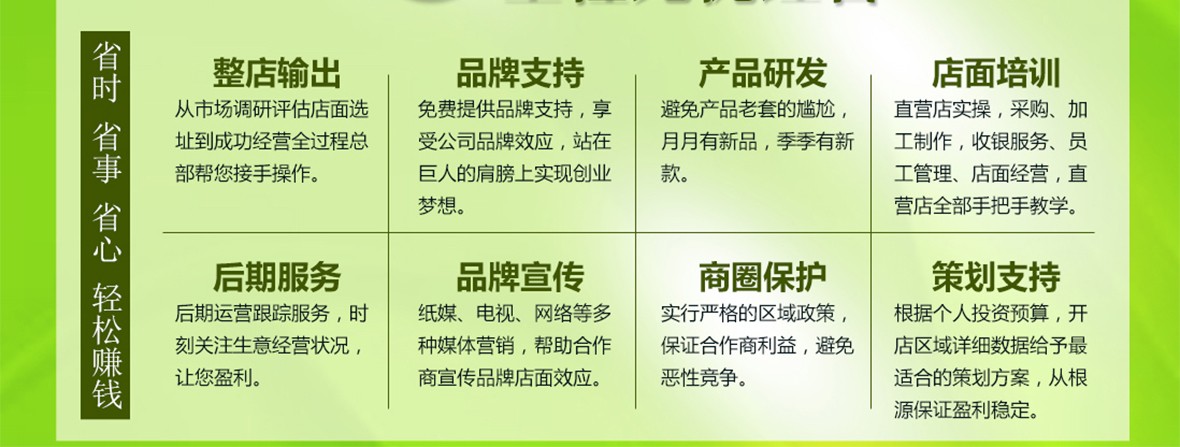 省时 省事 省心 轻松赚钱
整店输出
从市场调研评估店面选
址到成功经营全过程总
部帮您接手操作。
品牌支持
免费提供品牌支持，享
受公司品牌效应，站在
巨人的肩膀上实现创业
梦想。
产品研发
避免产品老套的尴尬，
月月有新品，季季有新
款。
店面培训
直营店实操，采购、加
工制作，收银服务、员
工管理、店面经营，直
营店全部手把手教学。
后期服务
后期运营跟踪服务，时
刻关注生意经营状况，
让您盈利。
品牌宣传
纸媒、电视、网络等多
种媒体营销，帮助合作
商宣传品牌店面效应。
商圈保护
实行严格的区域政策，
保证合作商利益，避免
恶性竞争。
策划支持
根据个人投资预算，开
店区域详细数据给予最
适合的策划方案，从根
源保证盈利稳定。